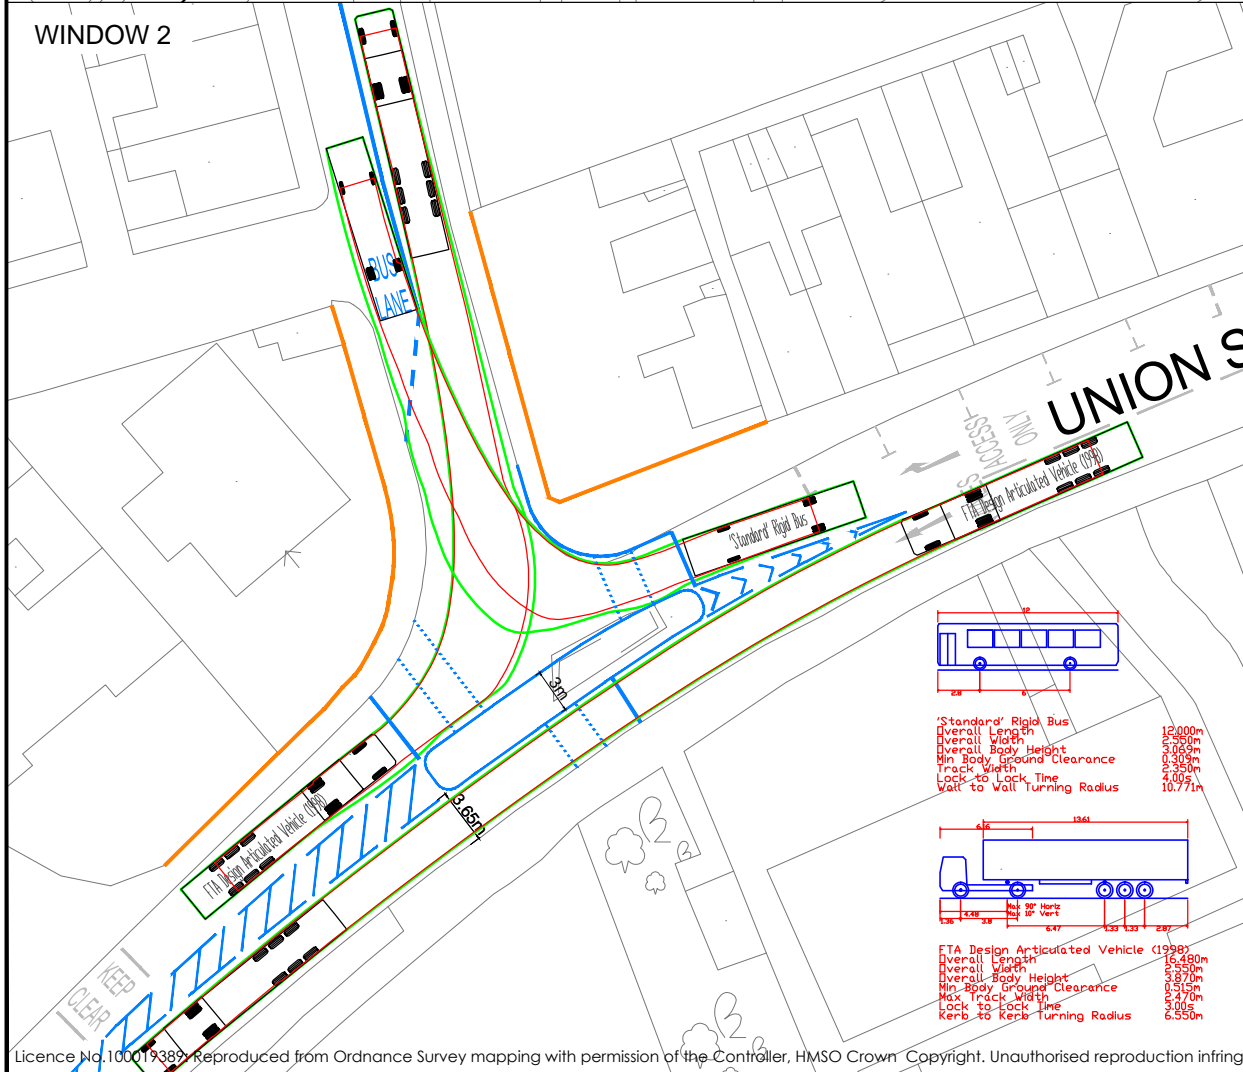 WINDOW 2
BUS
LANE
UNION S
ACCESS
ONLY
'Standard' Rigid Bus
FTA Design Articulated Vehicle (1998)
3m
3.65m
FTA Design Articulated Vehicle (1998)
KEEP
CLEAR
12
2.8
6
'Standard' Rigid Bus
Overall Length 12.000m
Overall Width 2.550m
Overall Body Height 3.069m
Min Body Ground Clearance 0.309m
Track Width 2.350m
Lock to Lock Time 4.00s
Wall to Wall Turning Radius 10.771m
13.61
6.16
Max 90° Horiz
Max 10° Vert
4.48
1.36
3.8
6.47
1.33
1.33
2.87
FTA Design Articulated Vehicle (1998)
Overall Length 16.480m
Overall Width 2.550m
Overall Body Height 3.870m
Min Body Ground Clearance 0.515m
Max Track Width 2.470m
Lock to Lock Time 3.00s
Kerb to Kerb Turning Radius 6.550m
Licence No.100019389. Reproduced from Ordnance Survey mapping with permission of the Controller, HMSO Crown Copyright. Unauthorised reproduction infring